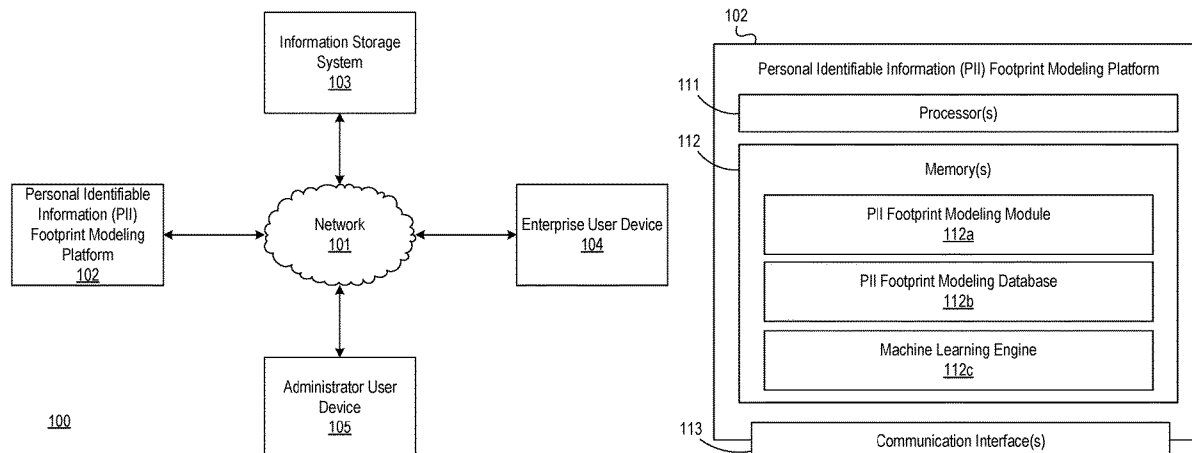 Information Storage
System
103
Personal Identifiable
Information (PII)
Footprint Modeling
Platform
102
Network
101
Enterprise User Device
104
Administrator User
Device
105
100
102
Personal Identifiable Information (PII) Footprint Modeling Platform
111
Processor(s)
112
Memory(s)
PII Footprint Modeling Module
112a
PII Footprint Modeling Database
112b
Machine Learning Engine
112c
113
Communication Interface(s)